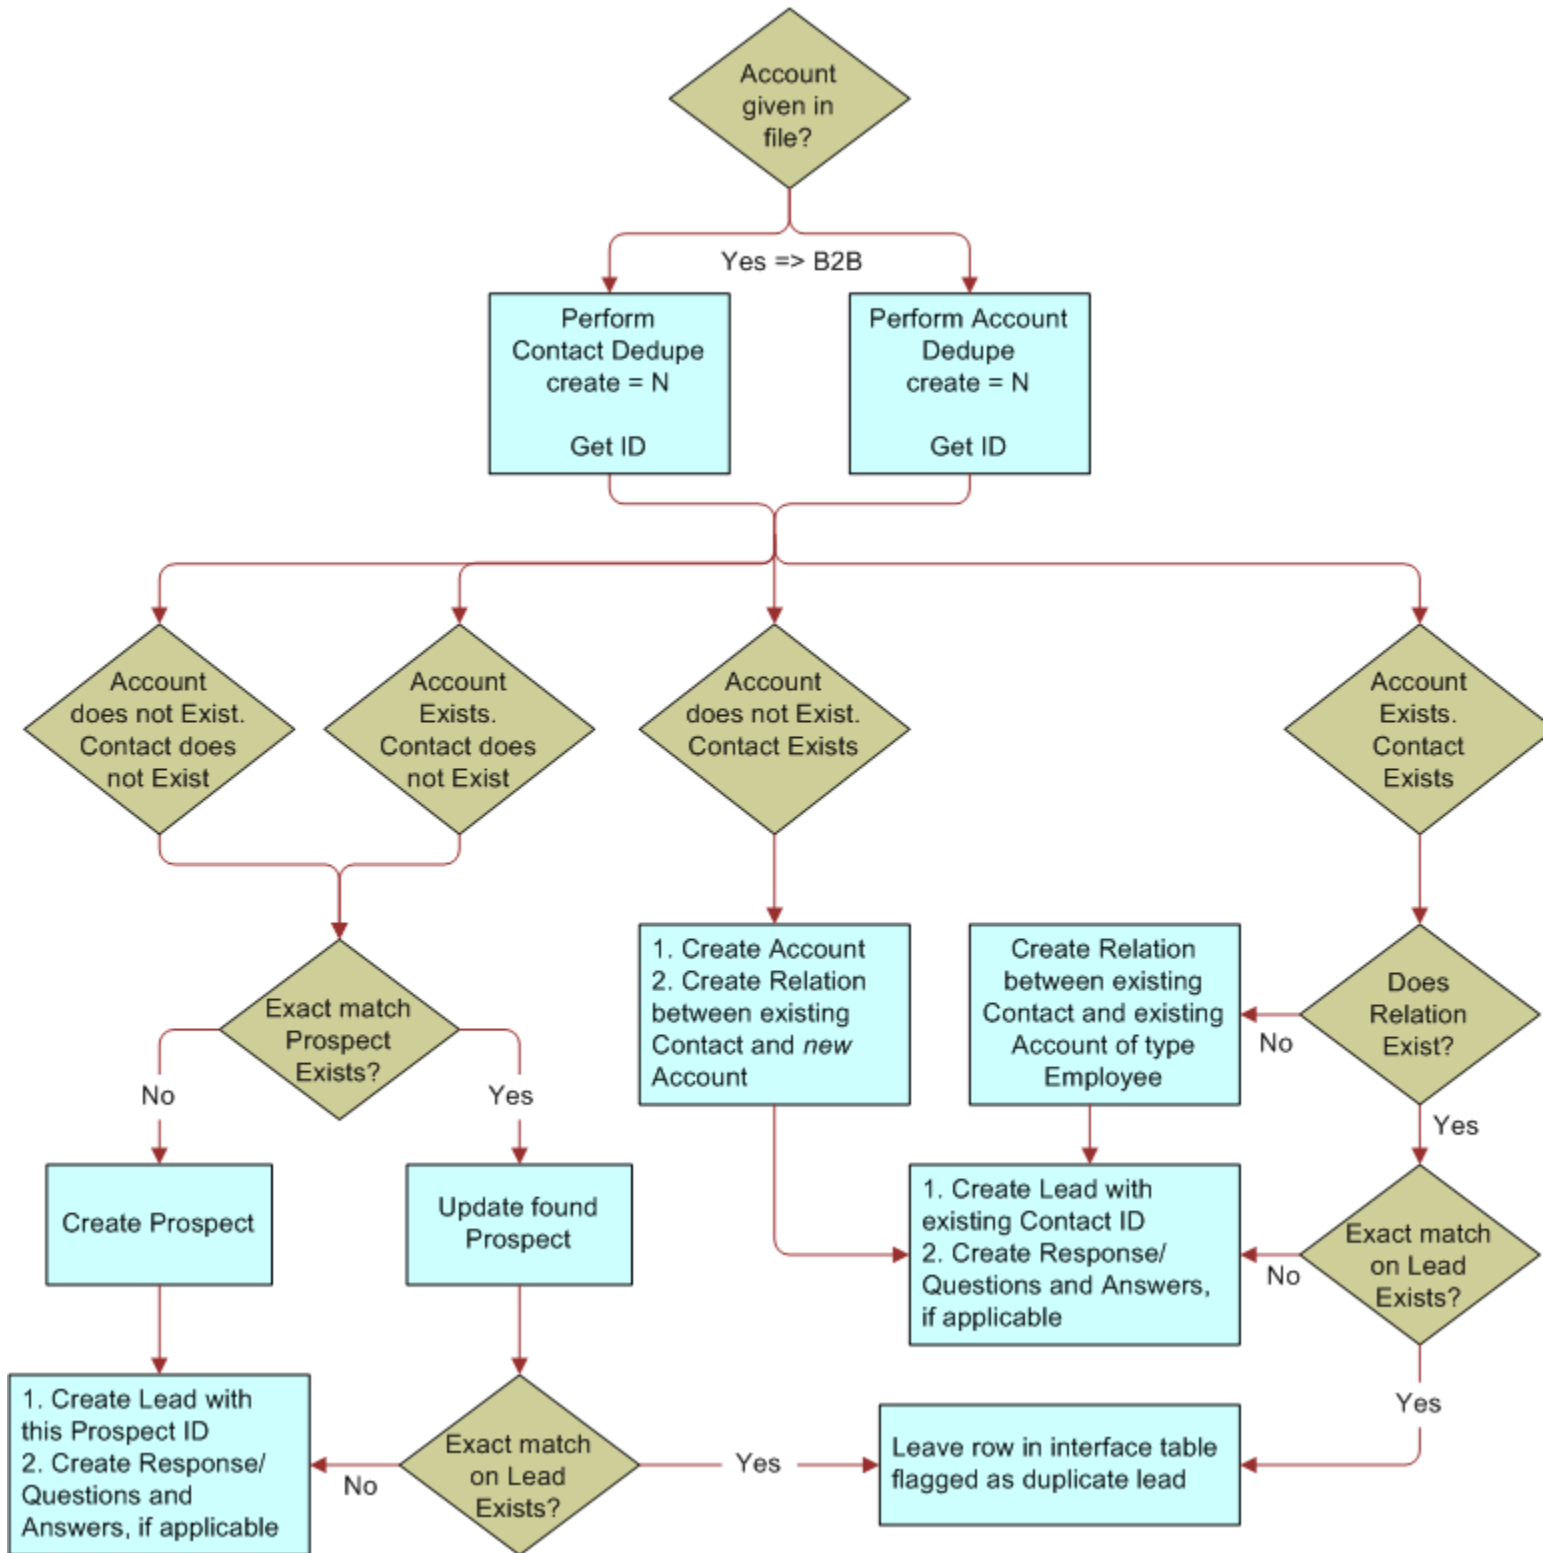 Account
given in
file?
Yes => B2B
Perform
Contact Dedupe
create = N
Get ID
Perform Account
Dedupe
create = N
Get ID
Account
does not Exist.
Contact does
not Exist
Account
Exists.
Contact does
not Exist
Account
does not Exist.
Contact Exists
Account
Exists.
Contact
Exists
Exact match
Prospect
Exists?
No
Yes
1. Create Account
2. Create Relation
between existing
Contact and new
Account
Create Relation
between existing
Contact and existing
Account of type
Employee
No
Does
Relation
Exist?
Yes
Create Prospect
Update found
Prospect
1. Create Lead with
existing Contact ID
2. Create Response/
Questions and Answers,
if applicable
No
Exact match
on Lead
Exists?
Yes
1. Create Lead with
this Prospect ID
2. Create Response/
Questions and
Answers, if applicable
No
Exact match
on Lead
Exists?
Yes
Leave row in interface table
flagged as duplicate lead